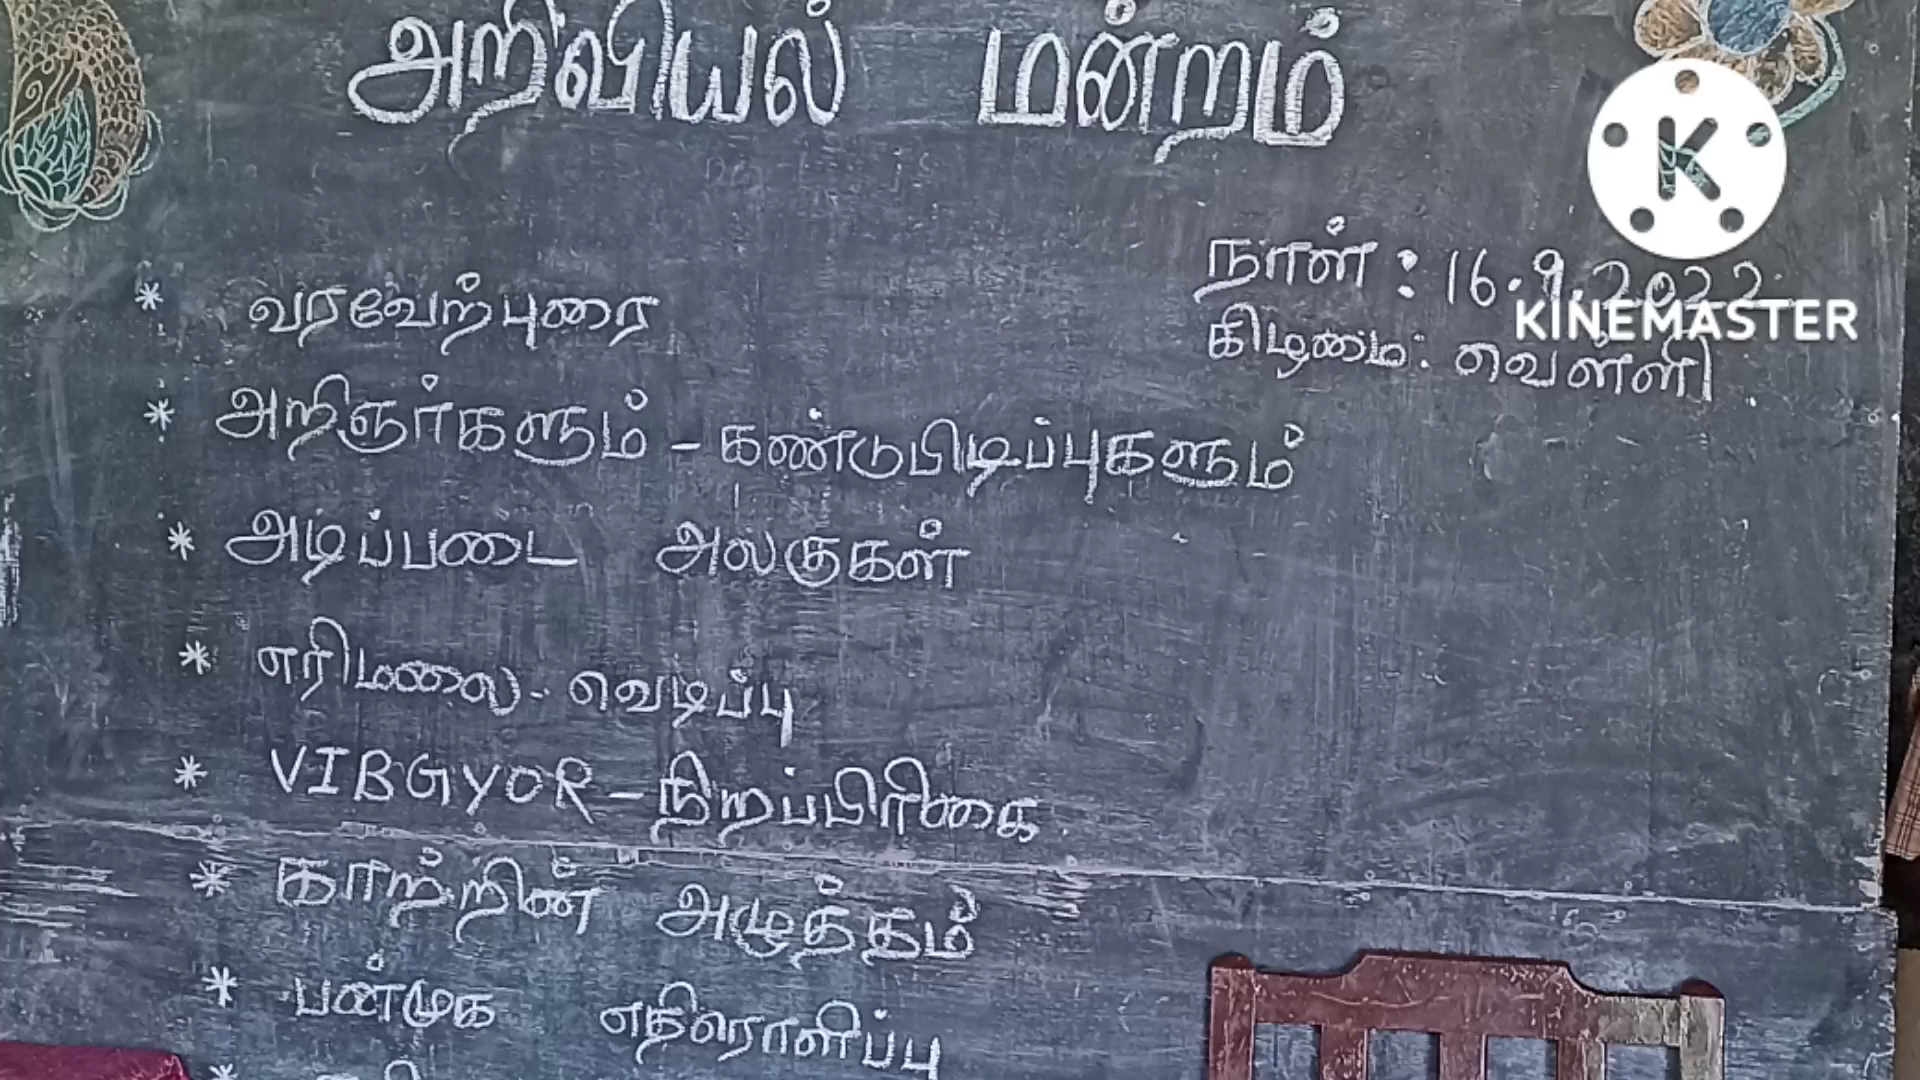 அறிவியல் மன்றம்
நாள் : 16.9.2022
கிழமை: வெள்ளி
KINEMASTER
* வரவேற்புரை
* அறிஞர்களும் - கண்டுபிடிப்புகளும்
* அடிப்படை அலகுகள்
* எரிமலை - வெடிப்பு
* VIBGYOR - நிறப்பிரிகை
* காற்றின் அழுத்தம்
* பன்முக எதிரொளிப்பு